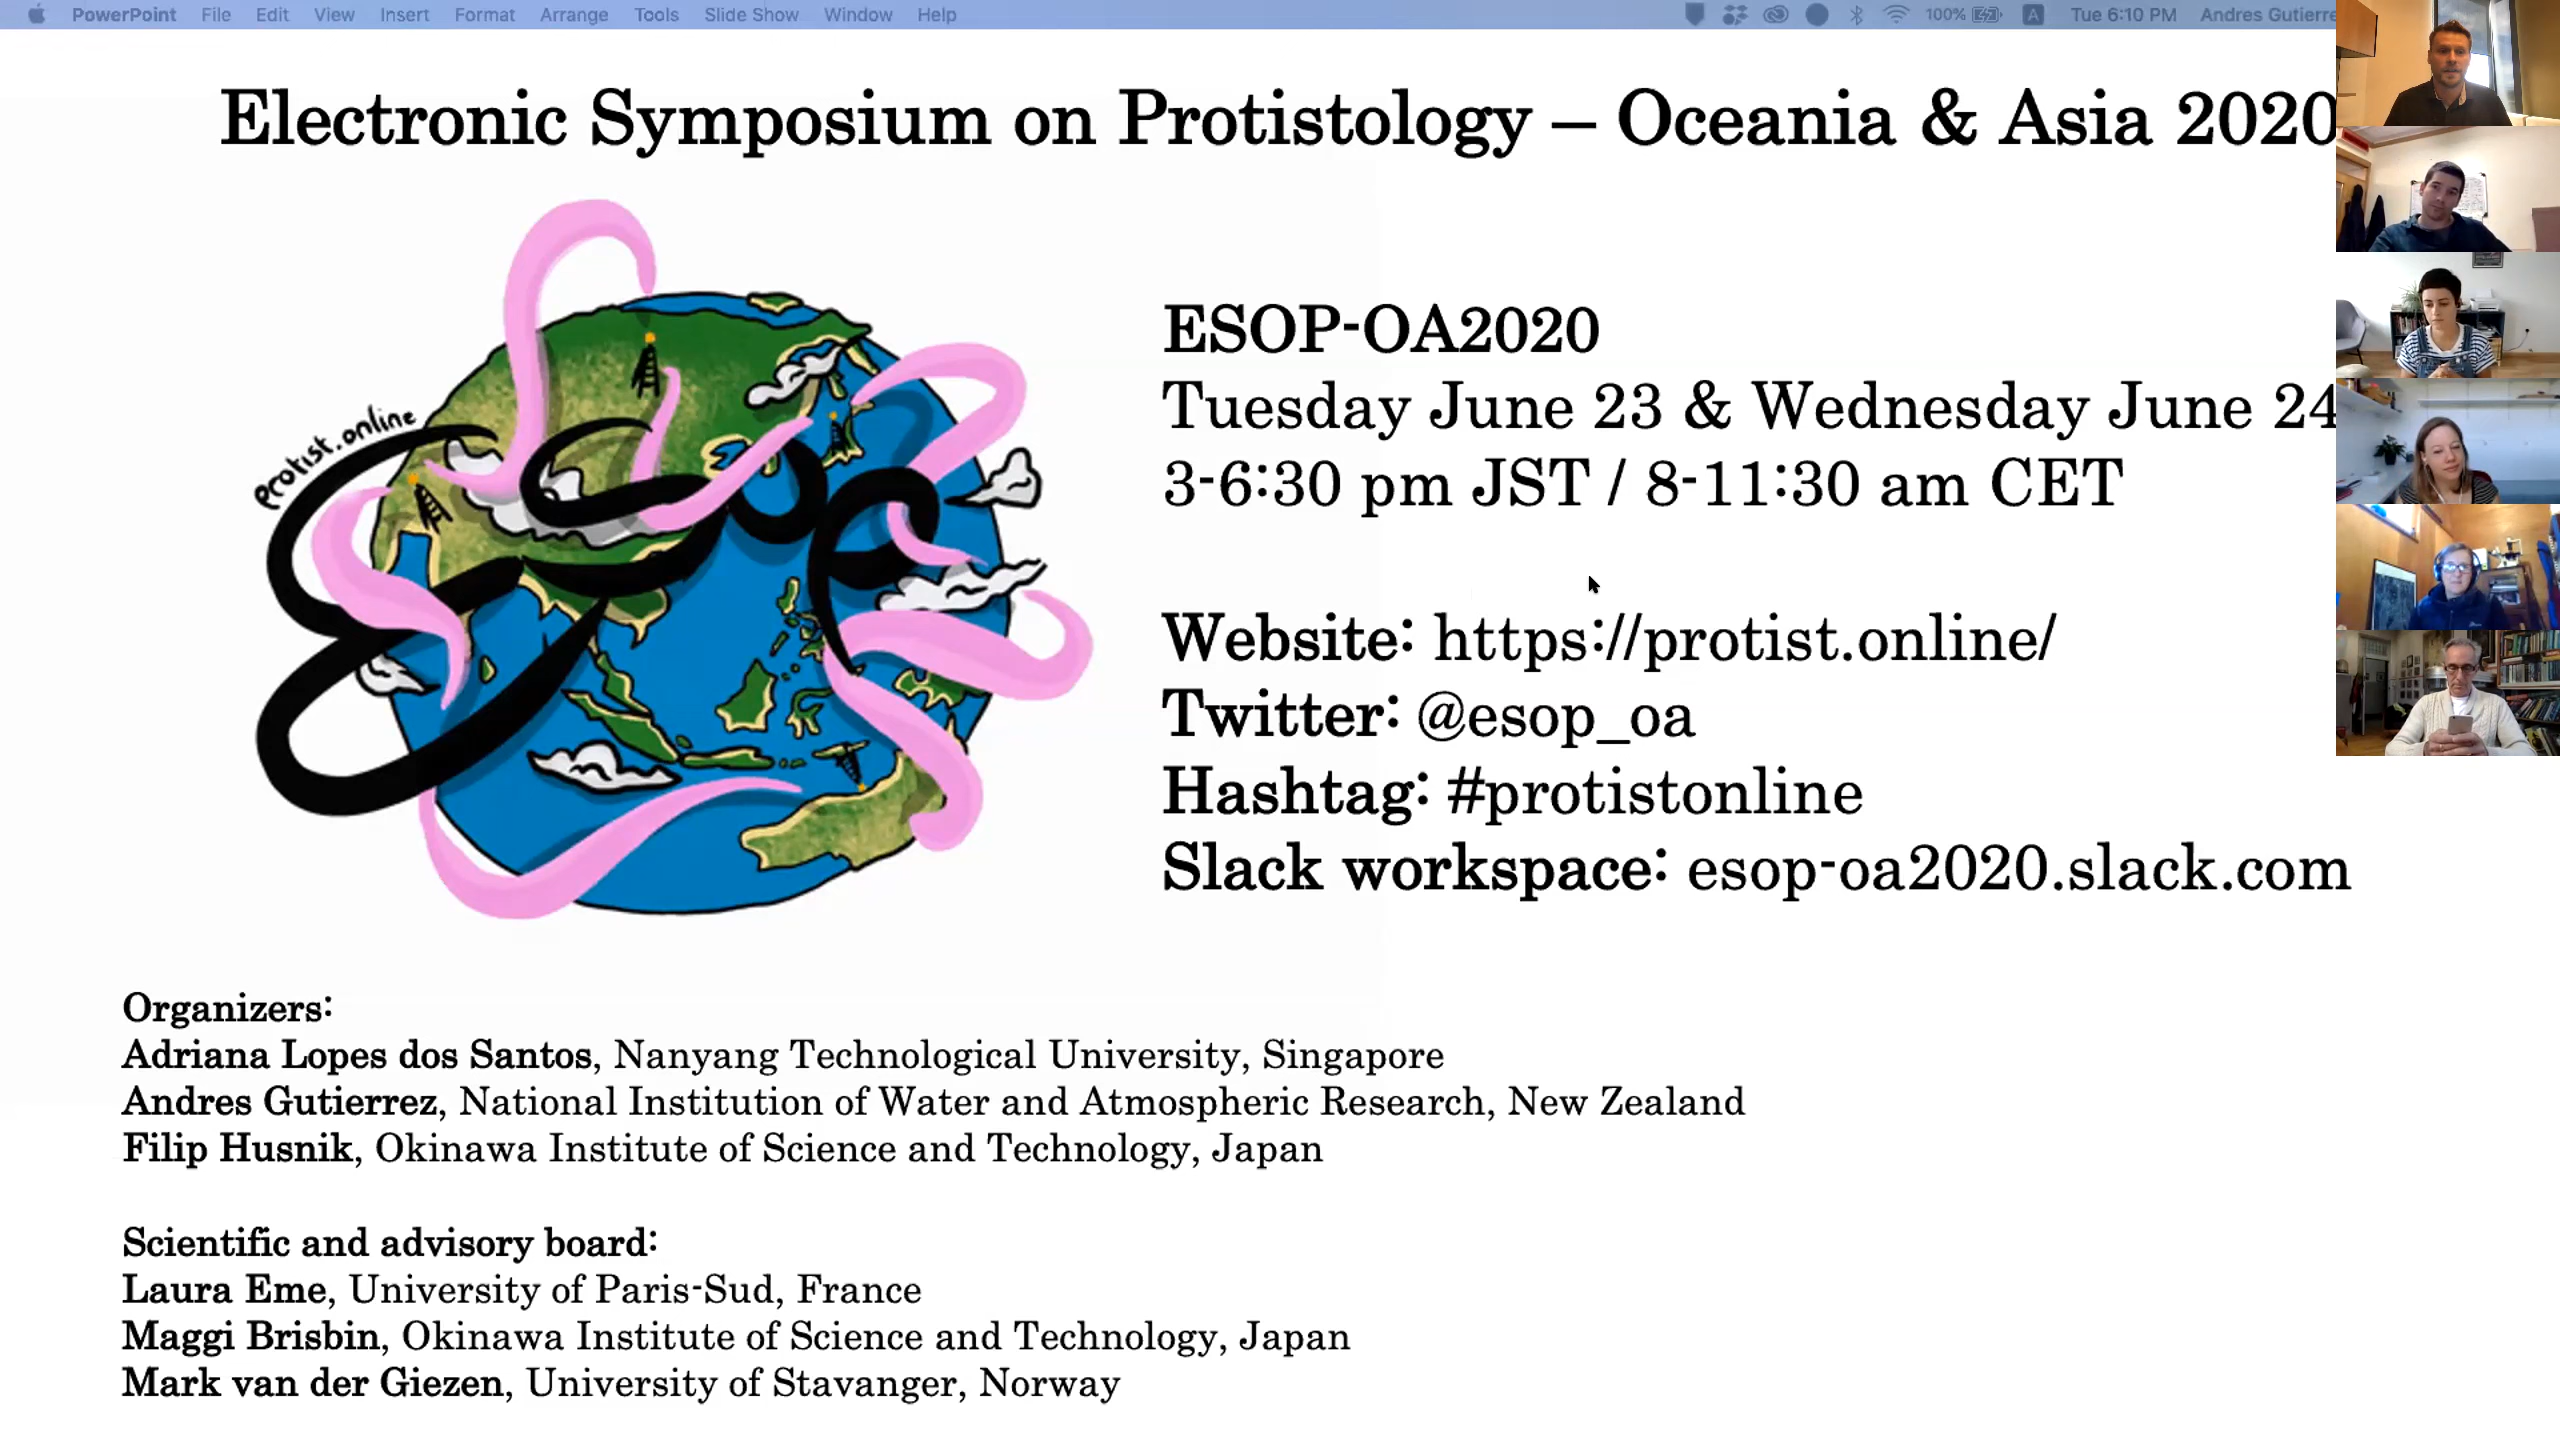 PowerPoint File Edit View Insert Format Arrange Tools Slide Show Window Help 100% A Tue 6:10 PM Andres Gutierre
Electronic Symposium on Protistology – Oceania & Asia 2020
protist.online
esop
ESOP-OA2020
Tuesday June 23 & Wednesday June 24
3-6:30 pm JST / 8-11:30 am CET
Website: https://protist.online/
Twitter: @esop_oa
Hashtag: #protistonline
Slack workspace: esop-oa2020.slack.com
Organizers:
Adriana Lopes dos Santos, Nanyang Technological University, Singapore
Andres Gutierrez, National Institution of Water and Atmospheric Research, New Zealand
Filip Husnik, Okinawa Institute of Science and Technology, Japan
Scientific and advisory board:
Laura Eme, University of Paris-Sud, France
Maggi Brisbin, Okinawa Institute of Science and Technology, Japan
Mark van der Giezen, University of Stavanger, Norway